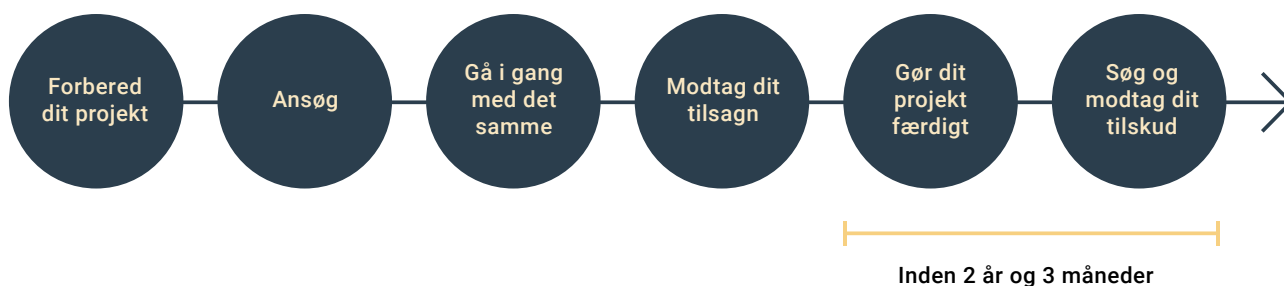 Forbered
dit projekt
Ansøg
Gå i gang
med det
samme
Modtag dit
tilsagn
Gør dit
projekt
færdigt
Søg og
modtag dit
tilskud
Inden 2 år og 3 måneder